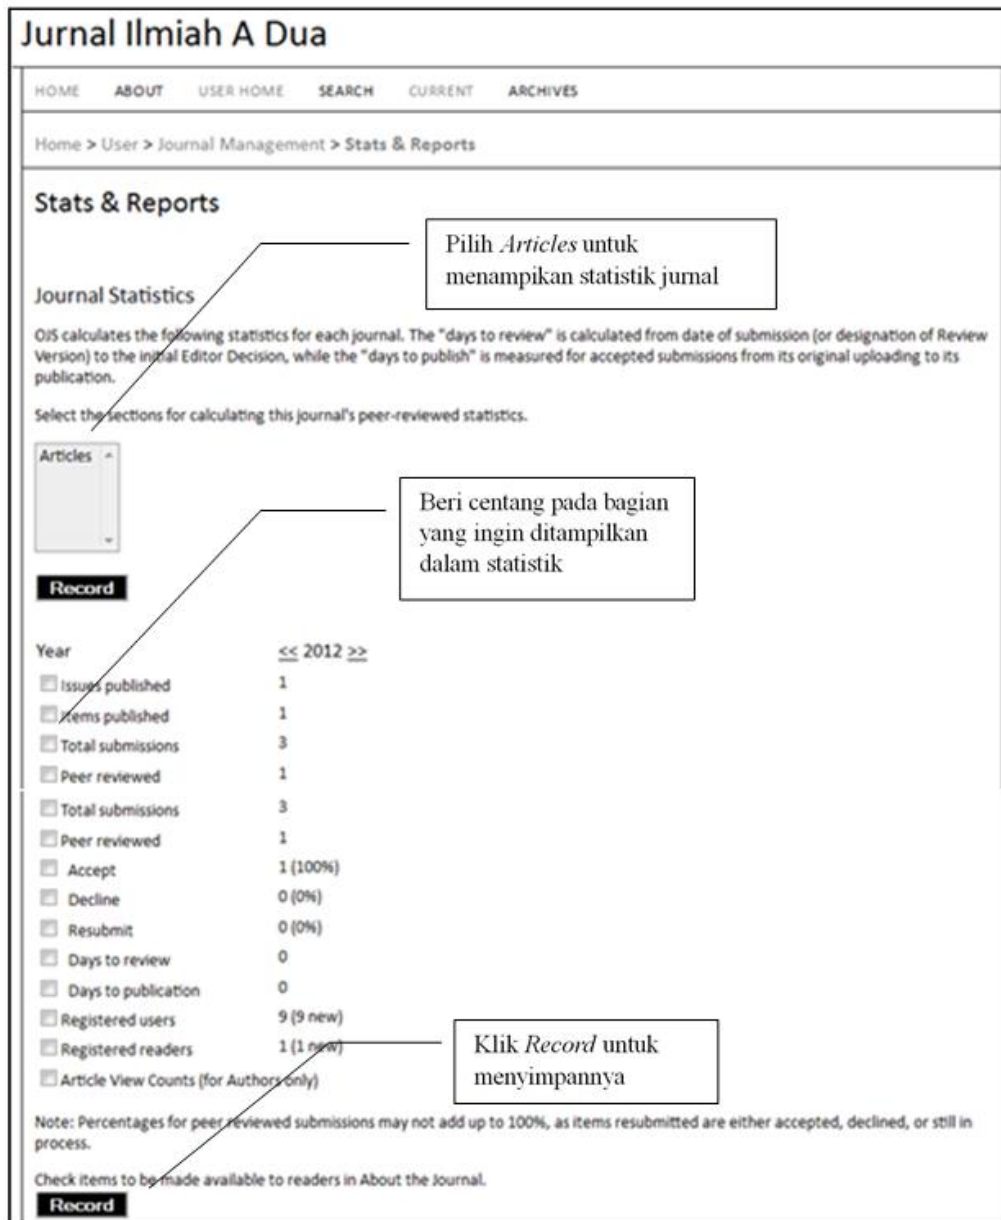 Jurnal Ilmiah A Dua
HOME ABOUT USER HOME SEARCH CURRENT ARCHIVES
Home > User > Journal Management > Stats & Reports
Stats & Reports
Pilih Articles untuk
menampikan statistik jurnal
Journal Statistics
OJS calculates the following statistics for each journal. The "days to review" is calculated from date of submission (or designation of Review
Version) to the initial Editor Decision, while the "days to publish" is measured for accepted submissions from its original uploading to its
publication.
Select the sections for calculating this journal's peer-reviewed statistics.
Articles
Beri centang pada bagian
yang ingin ditampilkan
dalam statistik
Record
Year << 2012 >>
Issues published 1
Items published 1
Total submissions 3
Peer reviewed 1
Total submissions 3
Peer reviewed 1
Accept 1 (100%)
Decline 0 (0%)
Resubmit 0 (0%)
Days to review 0
Days to publication 0
Registered users 9 (9 new)
Registered readers 1 (1 new)
Klik Record untuk
menyimpannya
Article View Counts (for Authors only)
Note: Percentages for peer reviewed submissions may not add up to 100%, as items resubmitted are either accepted, declined, or still in
process.
Check items to be made available to readers in About the Journal.
Record